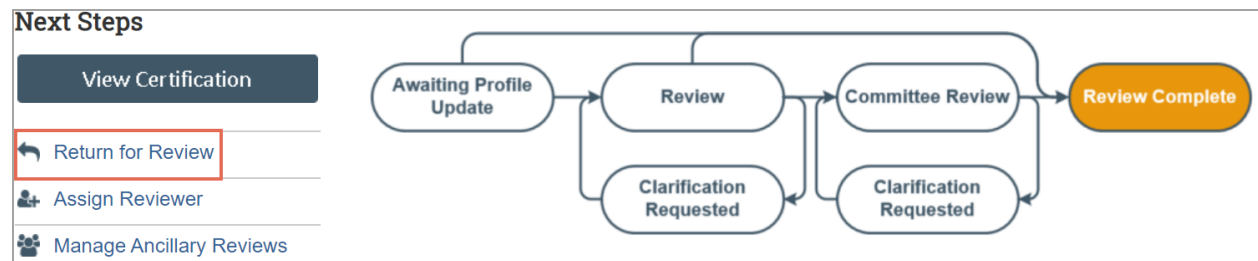 Next Steps
View Certification
Return for Review
Assign Reviewer
Manage Ancillary Reviews
Awaiting Profile
Update
Review
Committee Review
Review Complete
Clarification
Requested
Clarification
Requested